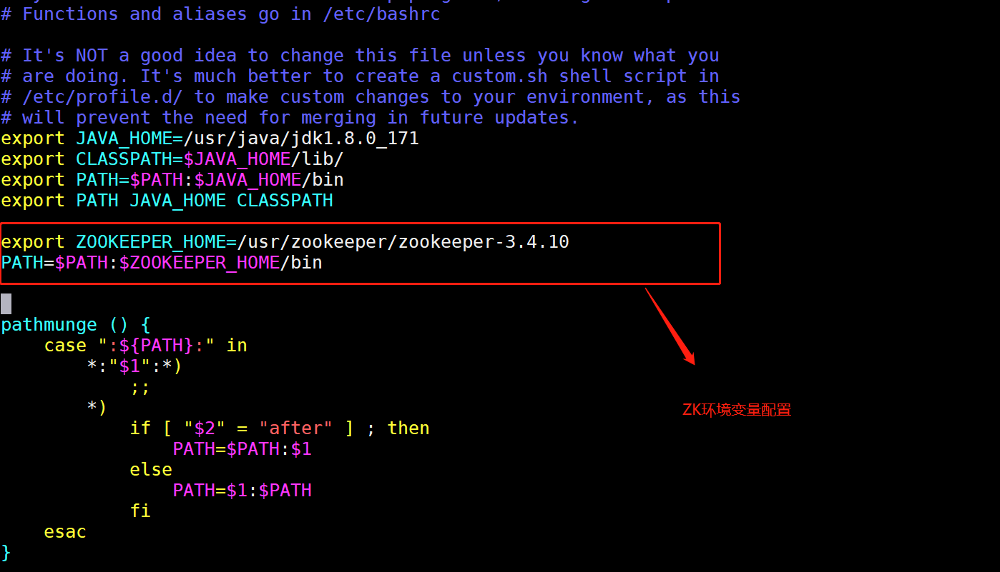 # Functions and aliases go in /etc/bashrc
# It's NOT a good idea to change this file unless you know what you
# are doing. It's much better to create a custom.sh shell script in
# /etc/profile.d/ to make custom changes to your environment, as this
# will prevent the need for merging in future updates.
export JAVA_HOME=/usr/java/jdk1.8.0_171
export CLASSPATH=$JAVA_HOME/lib/
export PATH=$PATH:$JAVA_HOME/bin
export PATH JAVA_HOME CLASSPATH
export ZOOKEEPER_HOME=/usr/zookeeper/zookeeper-3.4.10
PATH=$PATH:$ZOOKEEPER_HOME/bin
pathmunge () {
    case ":${PATH}:" in
        *:"$1":*)
            ;;
        *)
            if [ "$2" = "after" ] ; then
                PATH=$PATH:$1
            else
                PATH=$1:$PATH
            fi
    esac
}
ZK环境变量配置